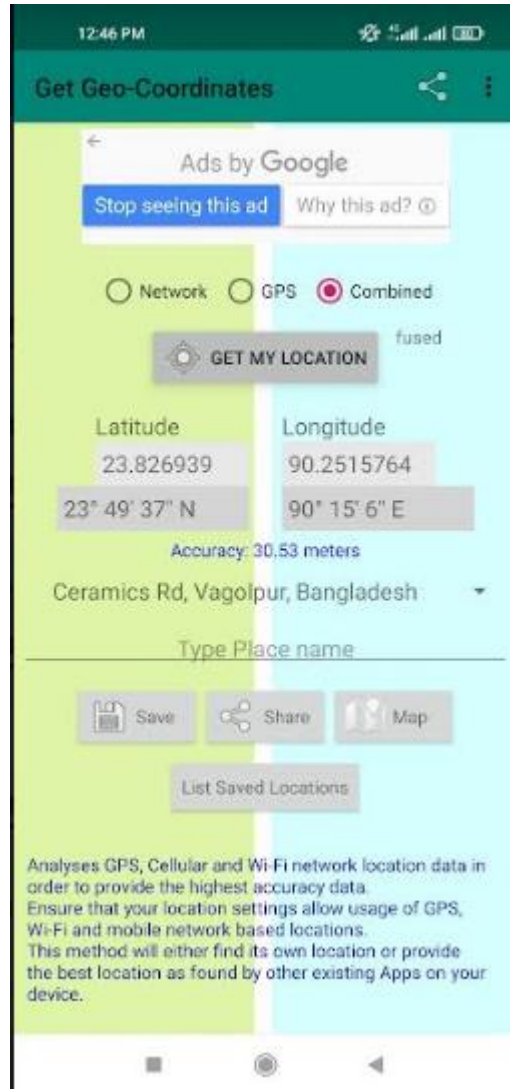 12:46 PM
Get Geo-Coordinates
Ads by Google
Stop seeing this ad Why this ad?
Network GPS Combined
GET MY LOCATION fused
Latitude Longitude
23.826939 90.2515764
23° 49' 37" N 90° 15' 6" E
Accuracy: 30.53 meters
Ceramics Rd, Vagolpur, Bangladesh
Type Place name
Save Share Map
List Saved Locations
Analyses GPS, Cellular and Wi-Fi network location data in
order to provide the highest accuracy data.
Ensure that your location settings allow usage of GPS,
Wi-Fi and mobile network based locations.
This method will either find its own location or provide
the best location as found by other existing Apps on your
device.